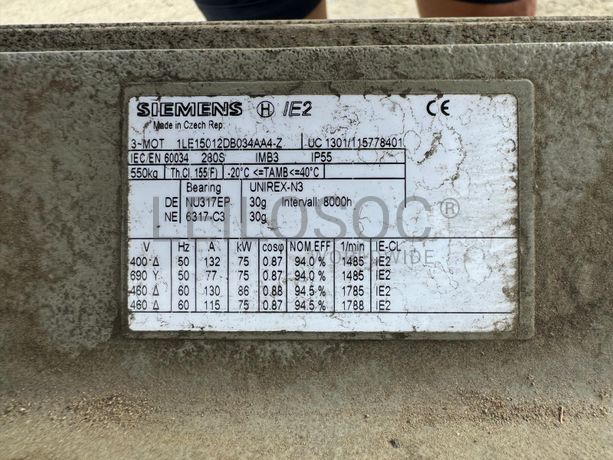 SIEMENS H IE2 CE
Made in Czech Rep.
3~MOT 1LE15012DB034AA4-Z UC 1301/115778401
IEC/EN 60034 280S IMB3 IP55
550kg Th.Cl. 155(F) -20°C <=TAMB<=40°C
Bearing UNIREX-N3
DE NU317EP 30g Intervall: 8000h
NE 6317-C3 30g
V Hz A kW cosφ NOM.EFF 1/min IE-CL
400 Δ 50 132 75 0.87 94.0 % 1485 IE2
690 Y 50 77 75 0.87 94.0 % 1485 IE2
460 Δ 60 130 86 0.88 94.5 % 1785 IE2
460 Δ 60 115 75 0.87 94.5 % 1788 IE2
®
WORLDWIDE